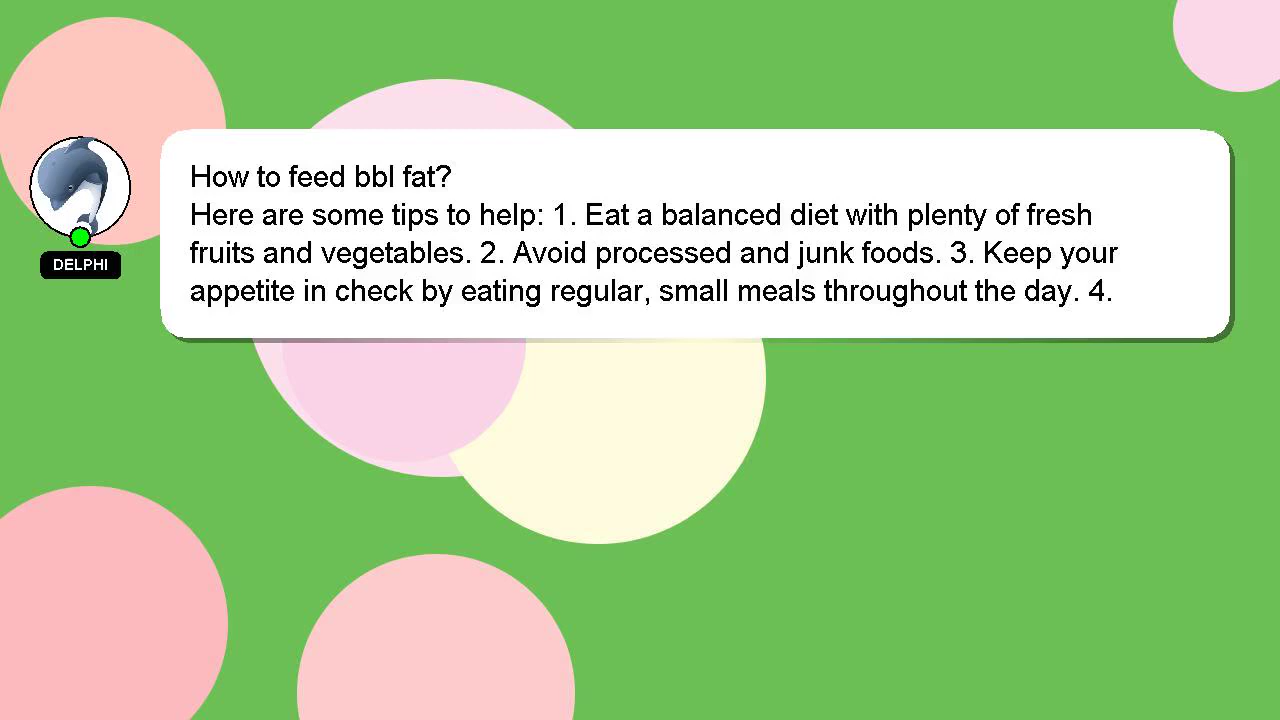 How to feed bbl fat?
Here are some tips to help: 1. Eat a balanced diet with plenty of fresh
fruits and vegetables. 2. Avoid processed and junk foods. 3. Keep your
appetite in check by eating regular, small meals throughout the day. 4.
DELPHI